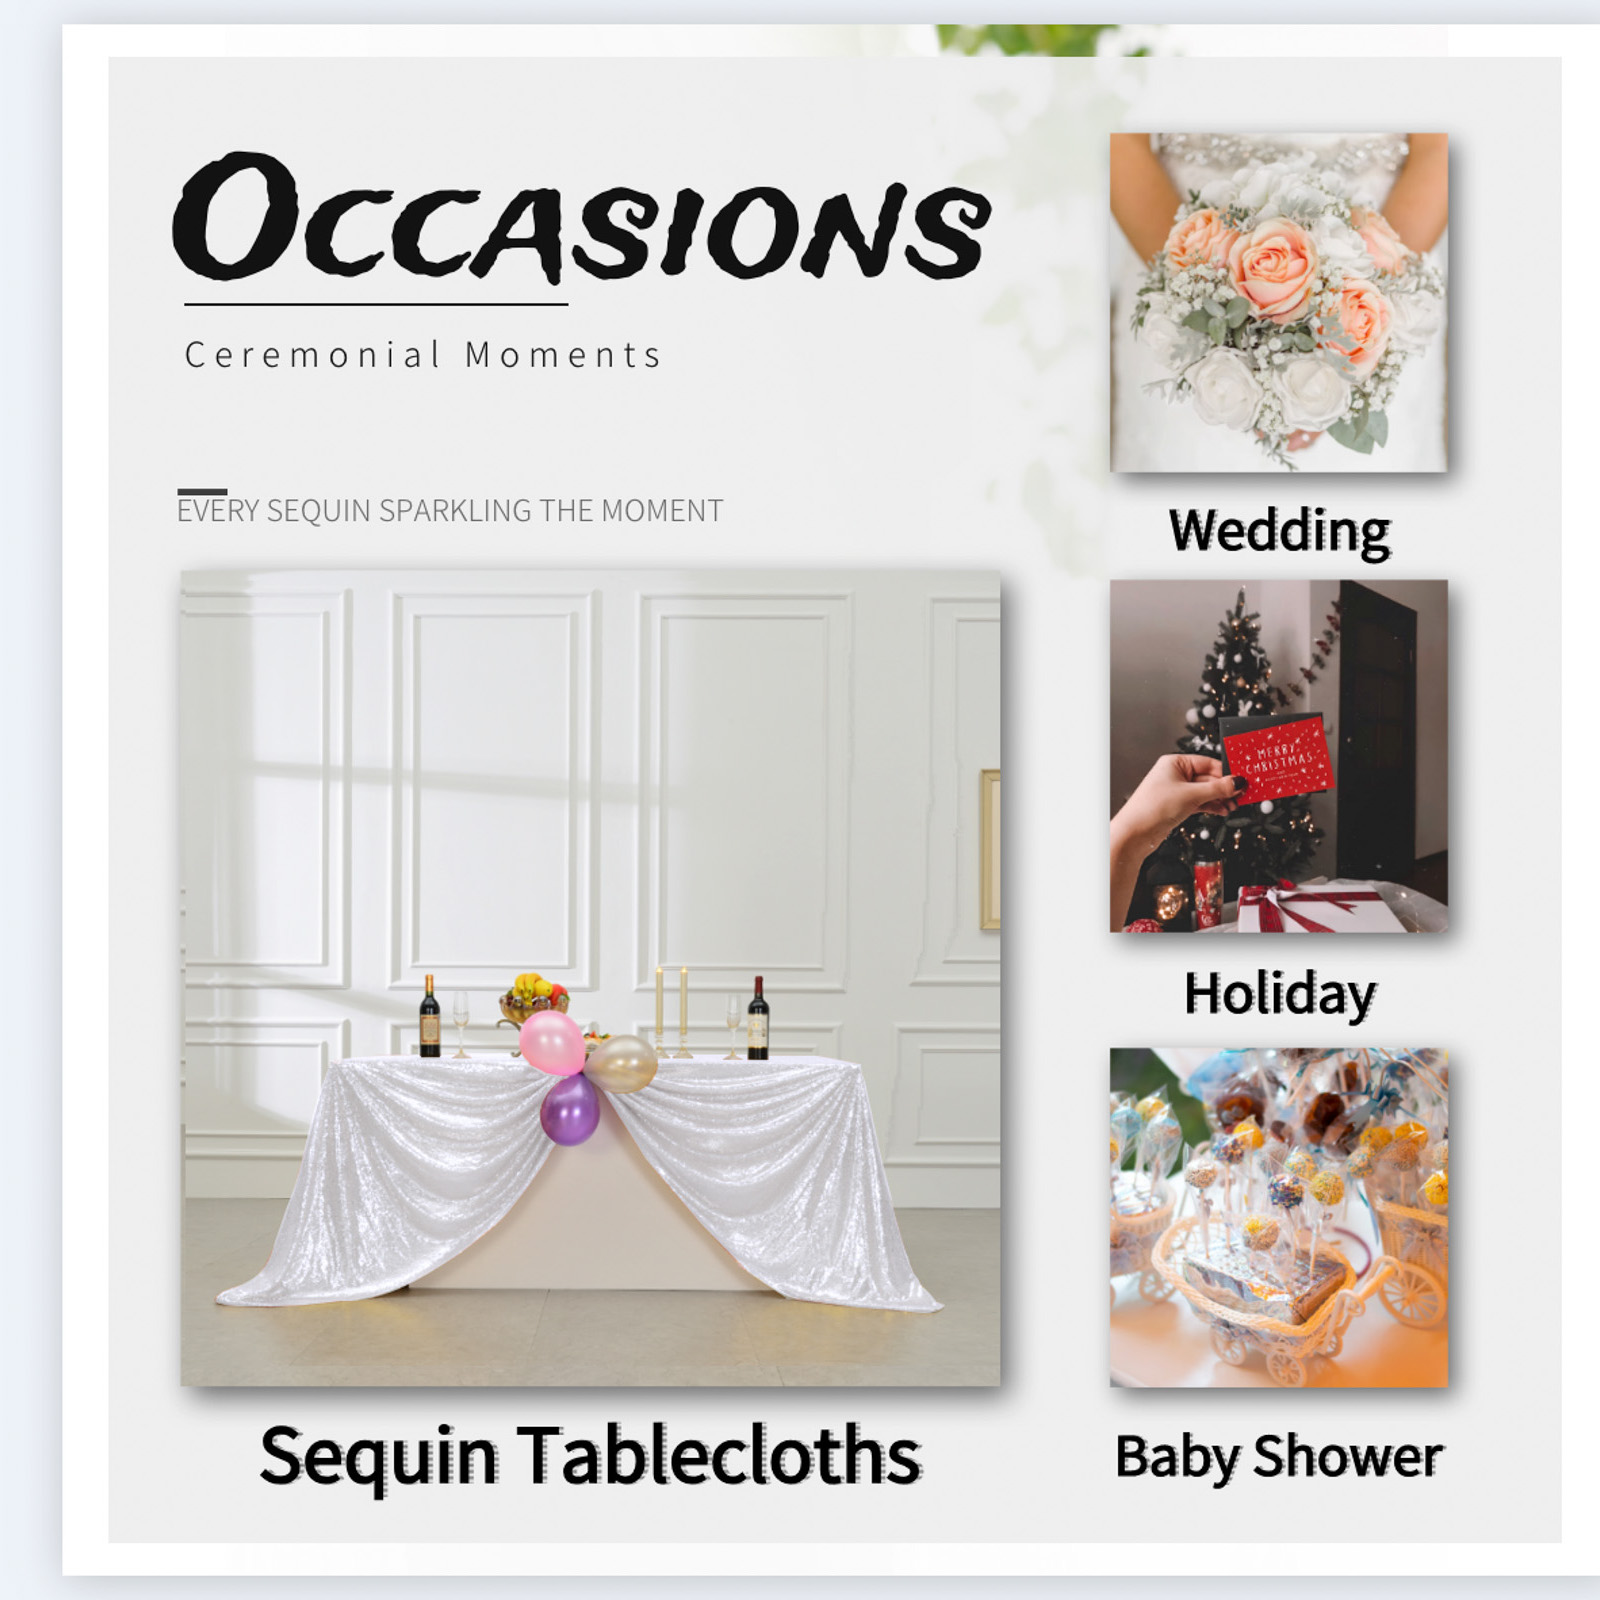 OCCASIONS
Ceremonial Moments
EVERY SEQUIN SPARKLING THE MOMENT
Sequin Tablecloths
Wedding
MERRY
CHRISTMAS
Holiday
Baby Shower